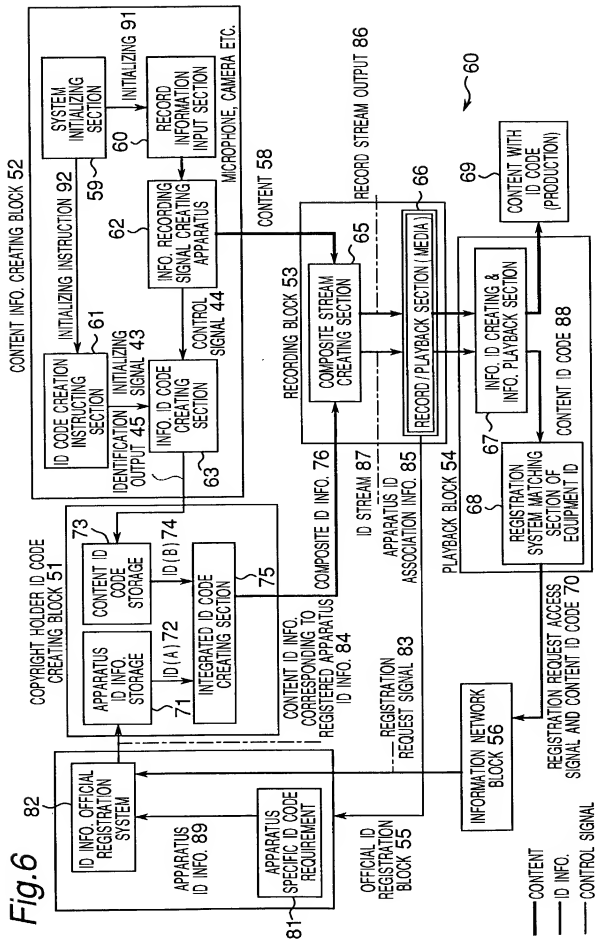 Fig.6
CONTENT INFO. CREATING BLOCK 52
ID CODE CREATION
INSTRUCTING
SECTION
61
INITIALIZING INSTRUCTION 92
SYSTEM
INITIALIZING
SECTION
59
INITIALIZING 91
IDENTIFICATION
OUTPUT 45
INITIALIZING
SIGNAL 43
INFO. ID CODE
CREATING
SECTION
63
CONTROL
SIGNAL 44
62
INFO. RECORDING
SIGNAL CREATING
APPARATUS
60
RECORD
INFORMATION
INPUT SECTION
MICROPHONE, CAMERA ETC.
CONTENT 58
COPYRIGHT HOLDER ID CODE
CREATING BLOCK 51
APPARATUS
ID INFO.
STORAGE
71
ID(A) 72
73
CONTENT ID
CODE
STORAGE
ID(B) 74
INTEGRATED ID CODE
CREATING SECTION
75
COMPOSITE ID INFO. 76
CONTENT ID INFO.
CORRESPONDING TO
REGISTERED APPARATUS
ID INFO. 84
82
ID INFO. OFFICIAL
REGISTRATION
SYSTEM
APPARATUS
ID INFO. 89
APPARATUS
SPECIFIC ID CODE
REQUIREMENT
81
OFFICIAL ID
REGISTRATION
BLOCK 55
REGISTRATION
REQUEST SIGNAL 83
RECORDING BLOCK 53
COMPOSITE STREAM
CREATING SECTION
65
RECORD STREAM OUTPUT 86
66
RECORD/PLAYBACK SECTION (MEDIA)
ID STREAM 87
APPARATUS ID
ASSOCIATION INFO. 85
PLAYBACK BLOCK 54
67
INFO. ID CREATING &
INFO. PLAYBACK SECTION
CONTENT ID CODE 88
68
REGISTRATION
SYSTEM MATCHING
SECTION OF
EQUIPMENT ID
69
CONTENT WITH
ID CODE
(PRODUCTION)
60
INFORMATION NETWORK
BLOCK 56
REGISTRATION REQUEST ACCESS
SIGNAL AND CONTENT ID CODE 70
CONTENT
ID INFO.
CONTROL SIGNAL